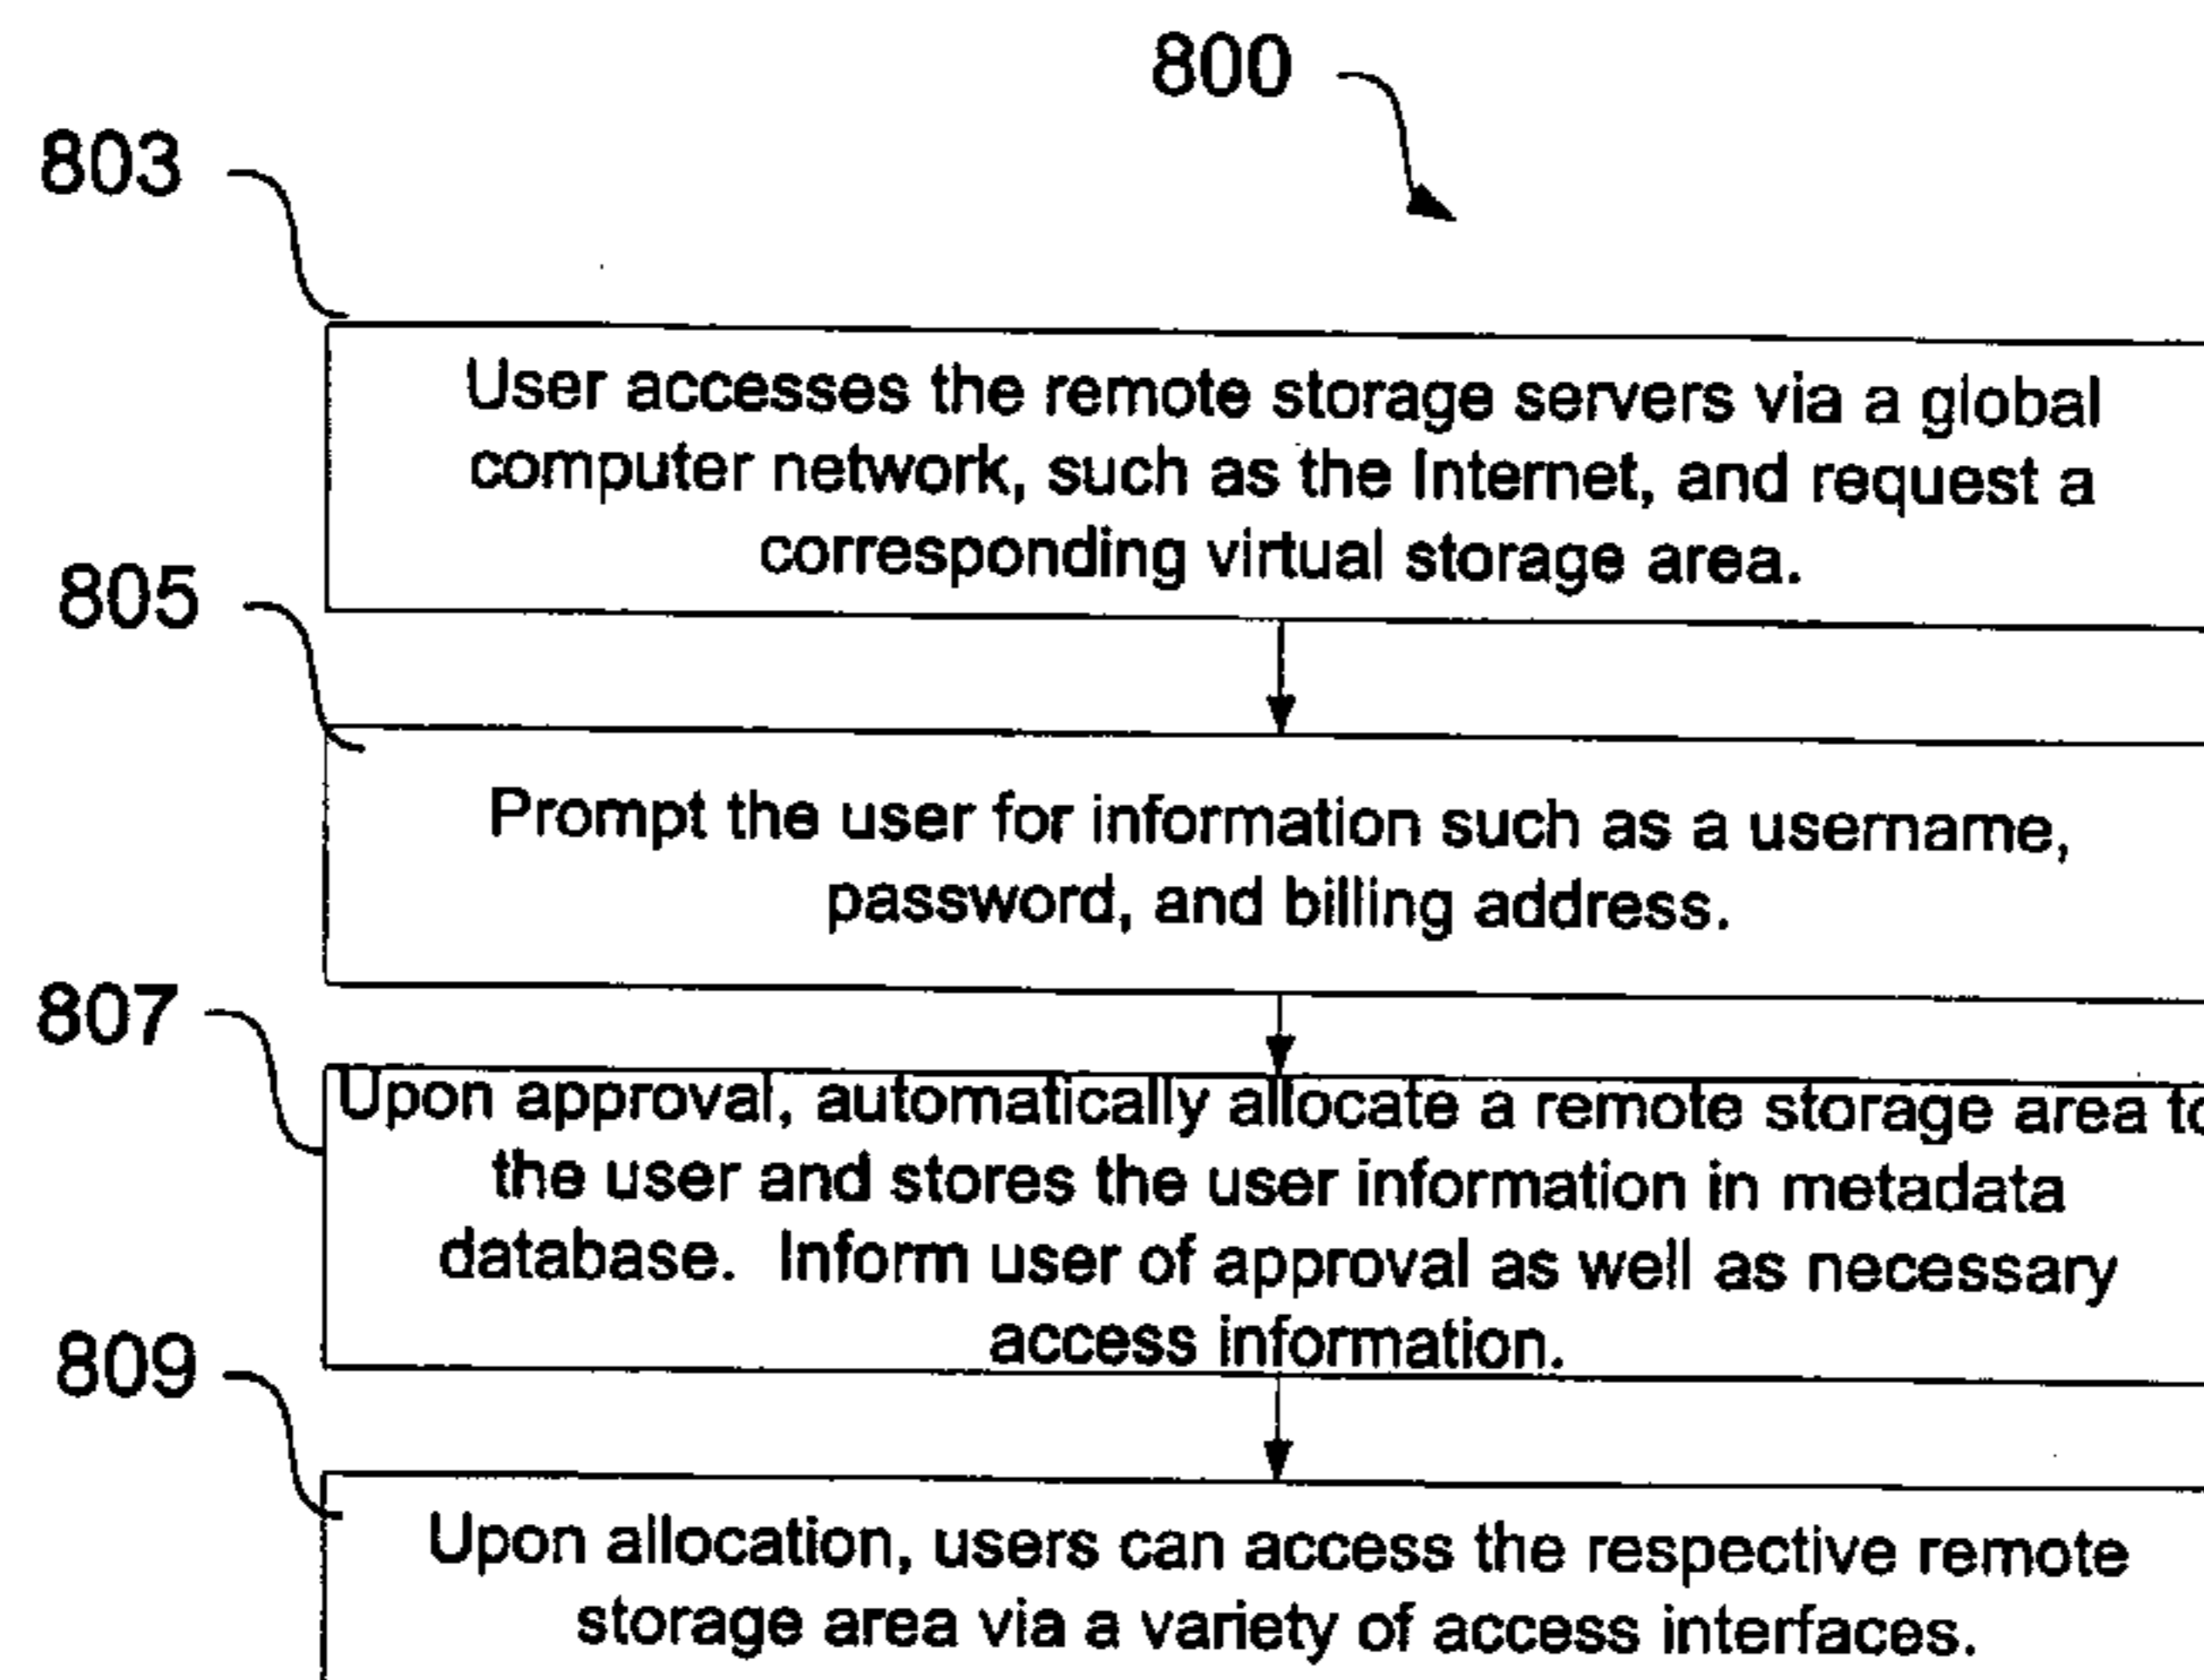 800
803
User accesses the remote storage servers via a global
computer network, such as the Internet, and request a
corresponding virtual storage area.
805
Prompt the user for information such as a username,
password, and billing address.
807
Upon approval, automatically allocate a remote storage area to
the user and stores the user information in metadata
database. Inform user of approval as well as necessary
access information.
809
Upon allocation, users can access the respective remote
storage area via a variety of access interfaces.